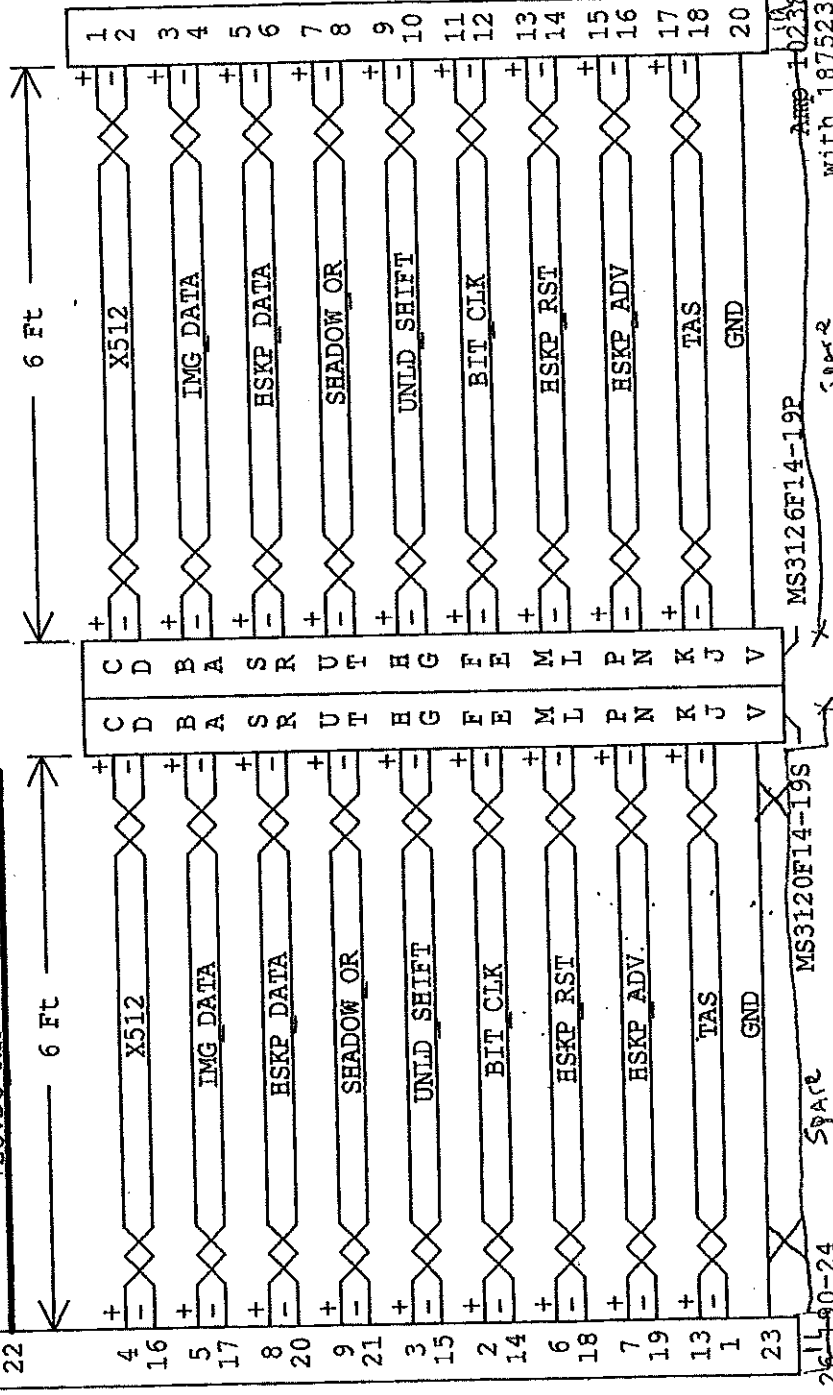 22
6 Ft
6 Ft
4 + X512 + C C + X512 + 1
16 - - D D - - 2
5 + IMG DATA + B B + IMG DATA + 3
17 - - A A - - 4
8 + HSKP DATA + S S + HSKP DATA + 5
20 - - R R - - 6
9 + SHADOW OR + U U + SHADOW OR + 7
21 - - T T - - 8
3 + UNLD SHIFT + H H + UNLD SHIFT + 9
15 - - G G - - 10
2 + BIT CLK + F F + BIT CLK + 11
14 - - E E - - 12
6 + HSKP RST + M M + HSKP RST + 13
18 - - L L - - 14
7 + HSKP ADV. + P P + HSKP ADV + 15
19 - - N N - - 16
13 + TAS + K K + TAS + 17
1 - - J J - - 18
23 GND V V GND 20
MS3120F14-19S
MS3126F14-19P
Spare
Spare
Amp
with 187523